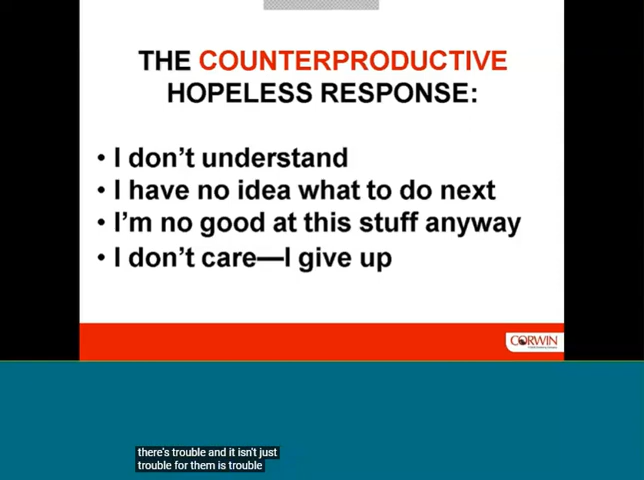 THE COUNTERPRODUCTIVE
HOPELESS RESPONSE:
• I don't understand
• I have no idea what to do next
• I'm no good at this stuff anyway
• I don't care—I give up
CORWIN
there's trouble and it isn't just
trouble for them is trouble